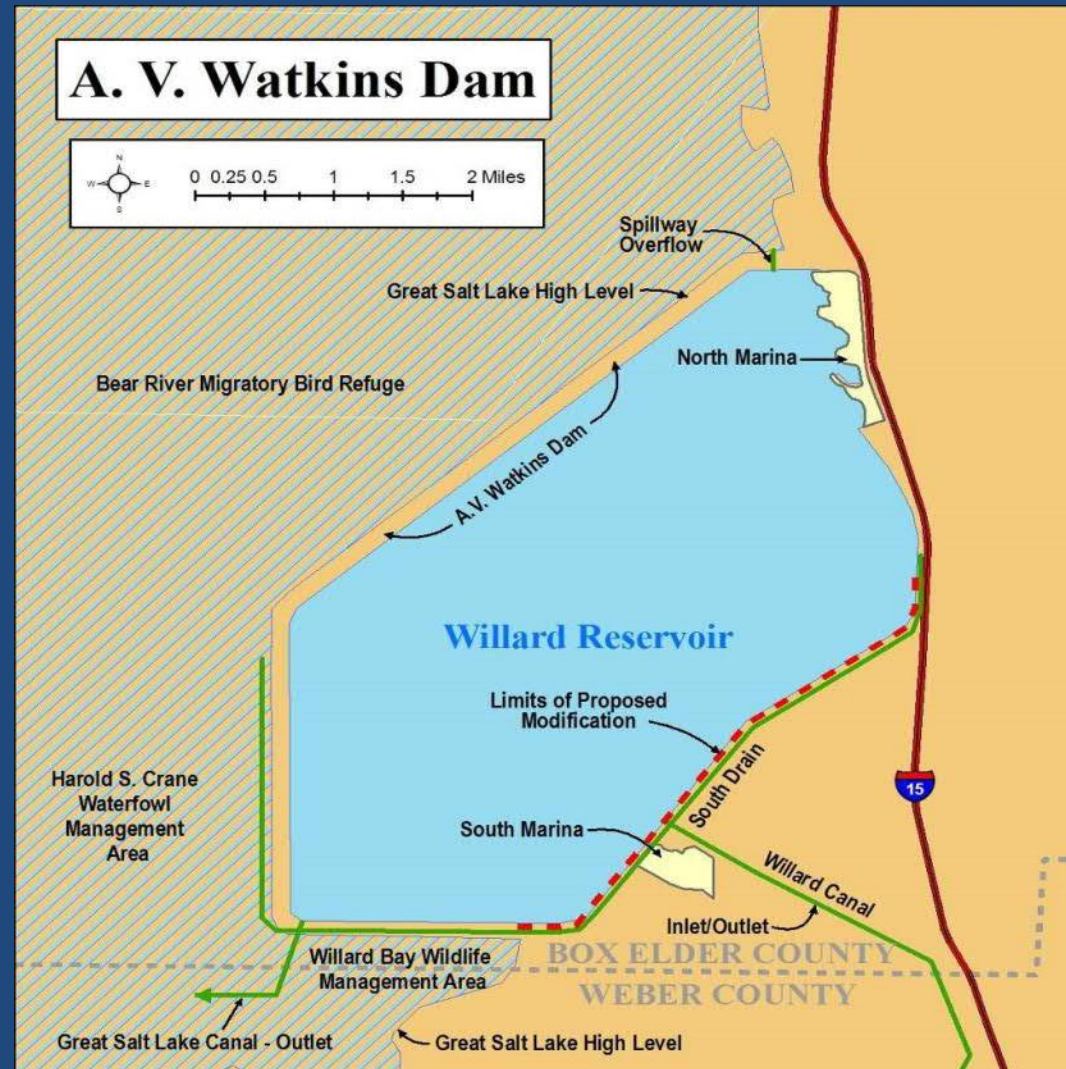 A. V. Watkins Dam
N
W E
S
0 0.25 0.5 1 1.5 2 Miles
Spillway
Overflow
Great Salt Lake High Level
North Marina
Bear River Migratory Bird Refuge
A.V. Watkins Dam
Willard Reservoir
Limits of Proposed
Modification
South Drain
15
Harold S. Crane
Waterfowl
Management
Area
South Marina
Willard Canal
Inlet/Outlet
Willard Bay Wildlife
Management Area
BOX ELDER COUNTY
WEBER COUNTY
Great Salt Lake Canal - Outlet
Great Salt Lake High Level